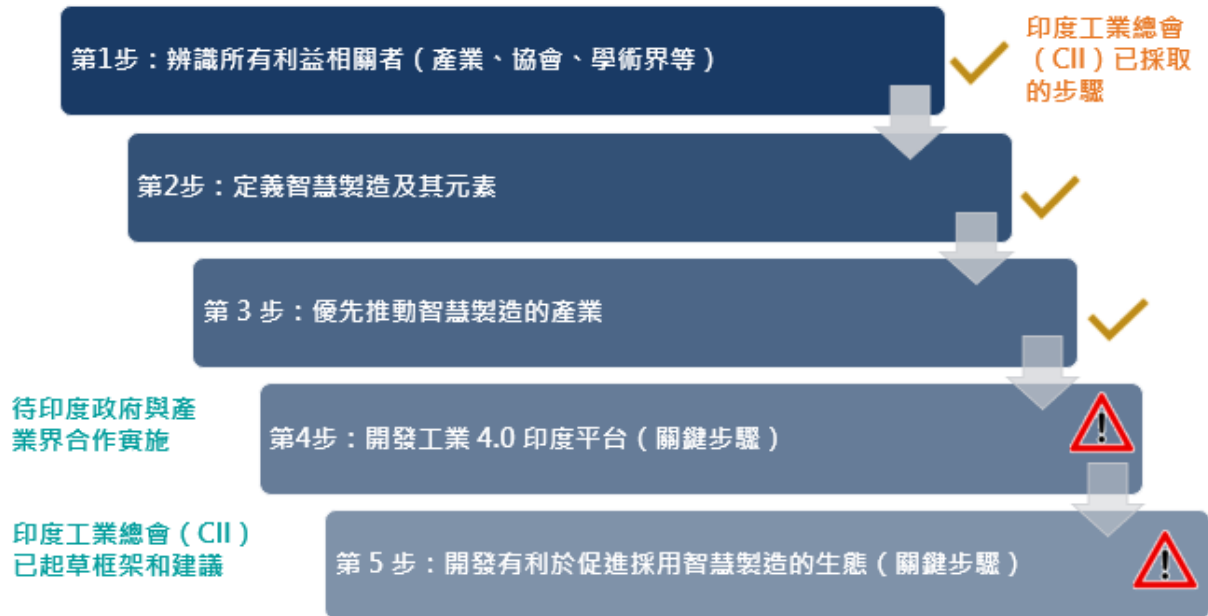 第1步：辨識所有利益相關者（產業、協會、學術界等）
印度工業總會
（CII）已採取
的步驟
第2步：定義智慧製造及其元素
第 3 步：優先推動智慧製造的產業
待印度政府與產
業界合作實施
第4步：開發工業 4.0 印度平台（關鍵步驟）
印度工業總會（CII）
已起草框架和建議
第 5 步：開發有利於促進採用智慧製造的生態（關鍵步驟）